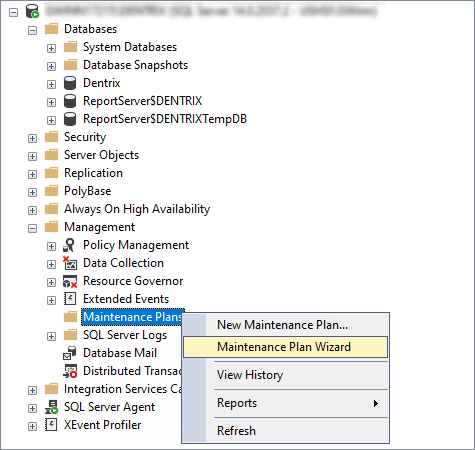 Databases
System Databases
Database Snapshots
Dentrix
ReportServer$DENTRIX
ReportServer$DENTRIXTempDB
Security
Server Objects
Replication
PolyBase
Always On High Availability
Management
Policy Management
Data Collection
Resource Governor
Extended Events
Maintenance Plans
New Maintenance Plan...
SQL Server Logs
Maintenance Plan Wizard
Database Mail
Distributed Transac
View History
Integration Services Ca
Reports
SQL Server Agent
XEvent Profiler
Refresh